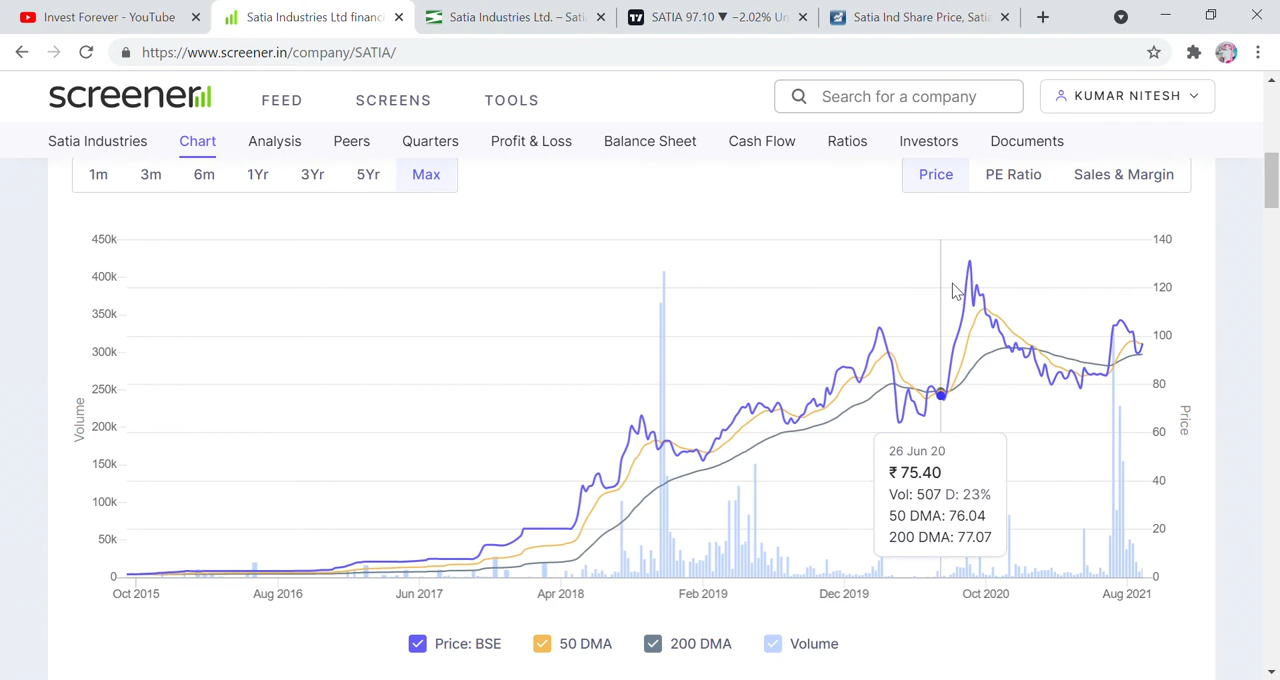 Invest Forever - YouTube
Satia Industries Ltd financi
Satia Industries Ltd. – Satia
SATIA 97.10 ▼ −2.02% Un
Satia Ind Share Price, Satia
https://www.screener.in/company/SATIA/
screener
FEED
SCREENS
TOOLS
Search for a company
KUMAR NITESH
Satia Industries
Chart
Analysis
Peers
Quarters
Profit & Loss
Balance Sheet
Cash Flow
Ratios
Investors
Documents
1m 3m 6m 1Yr 3Yr 5Yr Max
Price PE Ratio Sales & Margin
450k
400k
350k
300k
250k
200k
150k
100k
50k
0
Volume
140
120
100
80
60
40
20
0
Price
26 Jun 20
₹ 75.40
Vol: 507 D: 23%
50 DMA: 76.04
200 DMA: 77.07
Oct 2015 Aug 2016 Jun 2017 Apr 2018 Feb 2019 Dec 2019 Oct 2020 Aug 2021
Price: BSE 50 DMA 200 DMA Volume